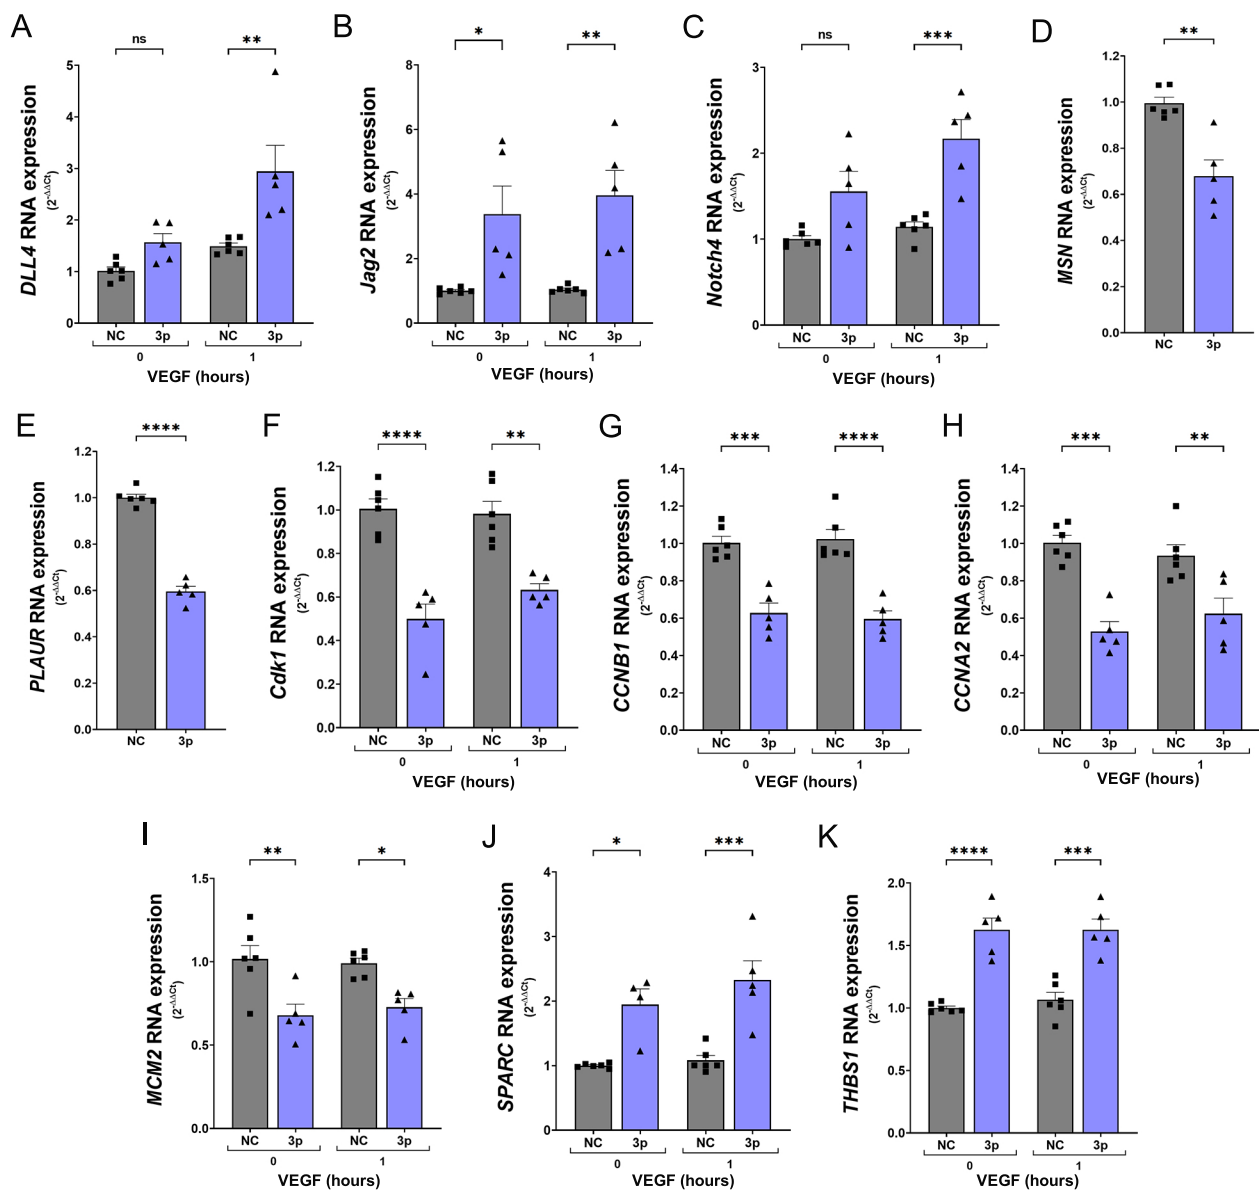 A
ns
**
DLL4 RNA expression
(2-ΔΔCt)
5
4
3
2
1
0
NC 3p NC 3p
0 1
VEGF (hours)
B
*
**
Jag2 RNA expression
(2-ΔΔCt)
8
6
4
2
0
NC 3p NC 3p
0 1
VEGF (hours)
C
ns
***
Notch4 RNA expression
(2-ΔΔCt)
3
2
1
0
NC 3p NC 3p
0 1
VEGF (hours)
D
**
MSN RNA expression
(2-ΔΔCt)
1.2
1.0
0.8
0.6
0.4
0.2
0.0
NC 3p
E
****
PLAUR RNA expression
(2-ΔΔCt)
1.2
1.0
0.8
0.6
0.4
0.2
0.0
NC 3p
F
****
**
Cdk1 RNA expression
(2-ΔΔCt)
1.2
1.0
0.8
0.6
0.4
0.2
0.0
NC 3p NC 3p
0 1
VEGF (hours)
G
***
****
CCNB1 RNA expression
(2-ΔΔCt)
1.4
1.2
1.0
0.8
0.6
0.4
0.2
0.0
NC 3p NC 3p
0 1
VEGF (hours)
H
***
**
CCNA2 RNA expression
(2-ΔΔCt)
1.4
1.2
1.0
0.8
0.6
0.4
0.2
0.0
NC 3p NC 3p
0 1
VEGF (hours)
I
**
*
MCM2 RNA expression
(2-ΔΔCt)
1.5
1.0
0.5
0.0
NC 3p NC 3p
0 1
VEGF (hours)
J
*
***
SPARC RNA expression
(2-ΔΔCt)
4
3
2
1
0
NC 3p NC 3p
0 1
VEGF (hours)
K
****
***
THBS1 RNA expression
(2-ΔΔCt)
2.0
1.5
1.0
0.5
0.0
NC 3p NC 3p
0 1
VEGF (hours)